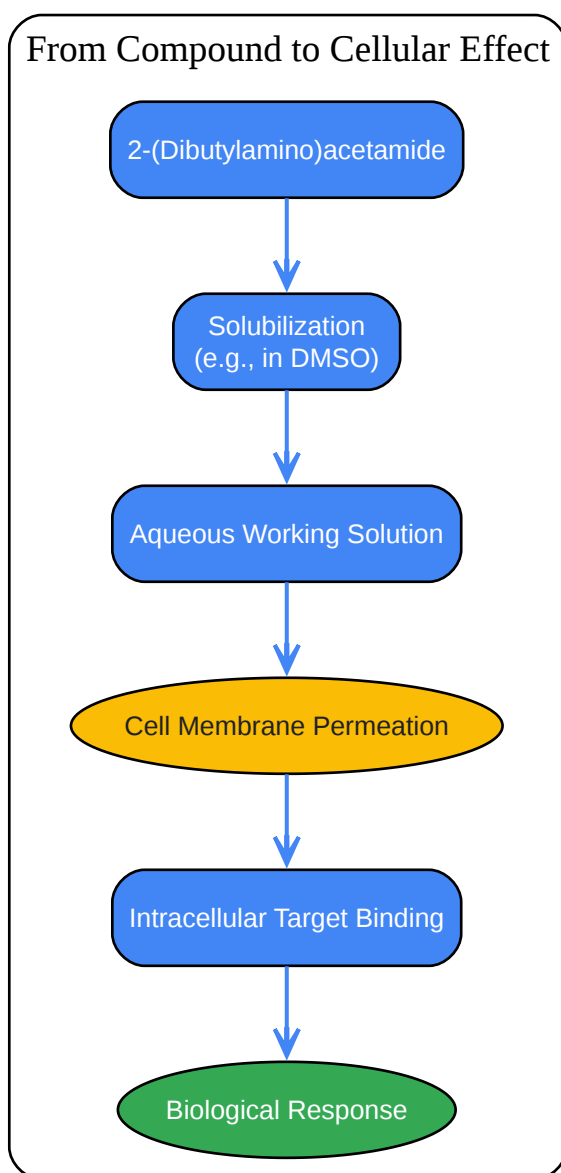 From Compound to Cellular Effect
2-(Dibutylamino)acetamide
Solubilization
(e.g., in DMSO)
Aqueous Working Solution
Cell Membrane Permeation
Intracellular Target Binding
Biological Response